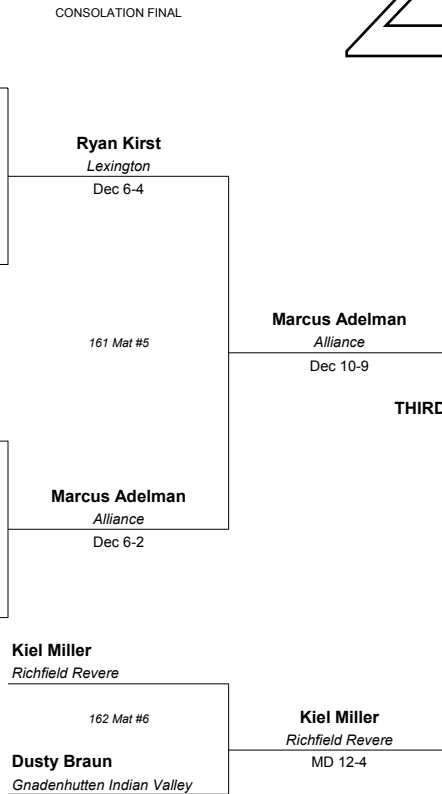 CONSOLATION FINAL
Ryan Kirst
Lexington
Dec 6-4
161 Mat #5
Marcus Adelman
Alliance
Dec 10-9
THIRD
Marcus Adelman
Alliance
Dec 6-2
Kiel Miller
Richfield Revere
162 Mat #6
Kiel Miller
Richfield Revere
MD 12-4
Dusty Braun
Gnadenhutten Indian Valley